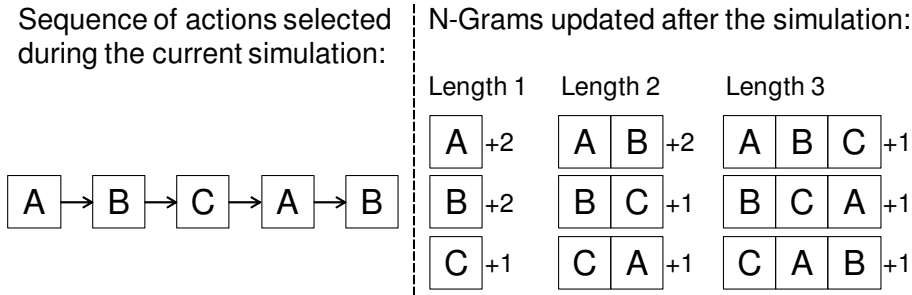 Sequence of actions selected
during the current simulation:
A B C A B
N-Grams updated after the simulation:
Length 1 Length 2 Length 3
A +2 A B +2 A B C +1
B +2 B C +1 B C A +1
C +1 C A +1 C A B +1